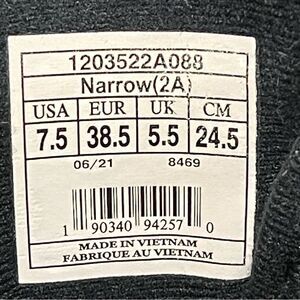 1203522A088
Narrow(2A)
USA EUR UK CM
7.5 38.5 5.5 24.5
06/21 8469
1 90340 94257 0
MADE IN VIETNAM
FABRIQUE AU VIETNAM